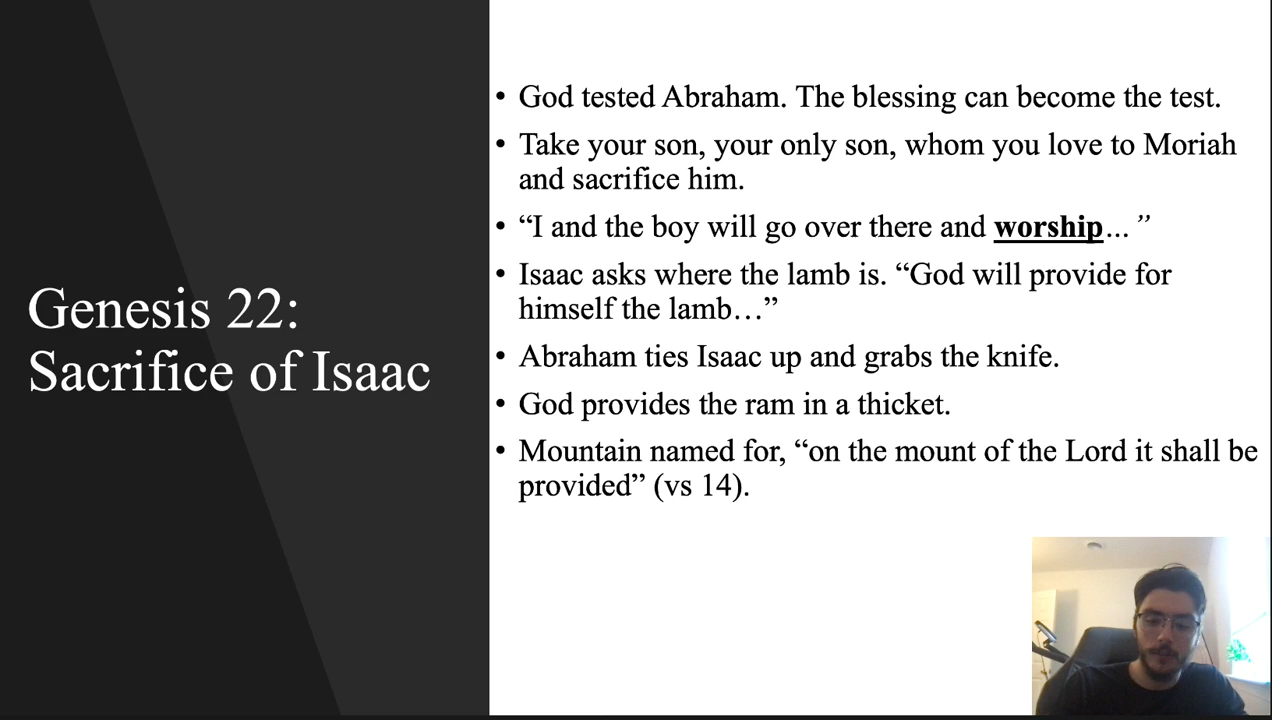 Genesis 22:
Sacrifice of Isaac
• God tested Abraham. The blessing can become the test.
• Take your son, your only son, whom you love to Moriah
and sacrifice him.
• “I and the boy will go over there and worship… ”
• Isaac asks where the lamb is. “God will provide for
himself the lamb…”
• Abraham ties Isaac up and grabs the knife.
• God provides the ram in a thicket.
• Mountain named for, “on the mount of the Lord it shall be
provided” (vs 14).